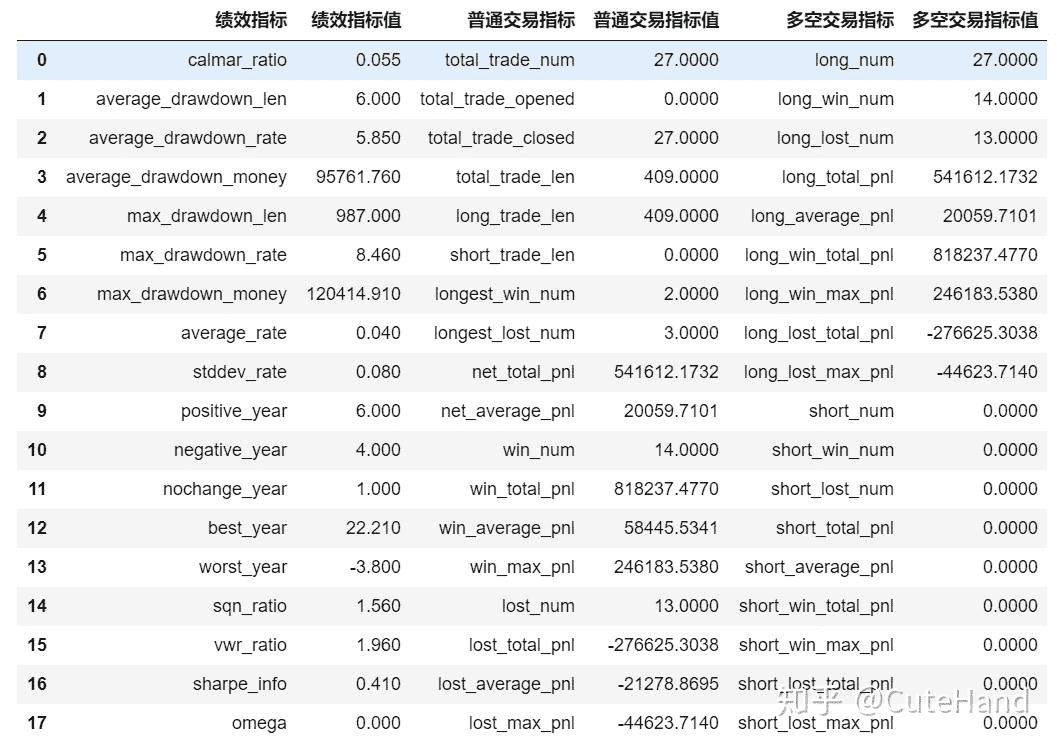 绩效指标 绩效指标值 普通交易指标 普通交易指标值 多空交易指标 多空交易指标值
0 calmar_ratio 0.055 total_trade_num 27.0000 long_num 27.0000
1 average_drawdown_len 6.000 total_trade_opened 0.0000 long_win_num 14.0000
2 average_drawdown_rate 5.850 total_trade_closed 27.0000 long_lost_num 13.0000
3 average_drawdown_money 95761.760 total_trade_len 409.0000 long_total_pnl 541612.1732
4 max_drawdown_len 987.000 long_trade_len 409.0000 long_average_pnl 20059.7101
5 max_drawdown_rate 8.460 short_trade_len 0.0000 long_win_total_pnl 818237.4770
6 max_drawdown_money 120414.910 longest_win_num 2.0000 long_win_max_pnl 246183.5380
7 average_rate 0.040 longest_lost_num 3.0000 long_lost_total_pnl -276625.3038
8 stddev_rate 0.080 net_total_pnl 541612.1732 long_lost_max_pnl -44623.7140
9 positive_year 6.000 net_average_pnl 20059.7101 short_num 0.0000
10 negative_year 4.000 win_num 14.0000 short_win_num 0.0000
11 nochange_year 1.000 win_total_pnl 818237.4770 short_lost_num 0.0000
12 best_year 22.210 win_average_pnl 58445.5341 short_total_pnl 0.0000
13 worst_year -3.800 win_max_pnl 246183.5380 short_average_pnl 0.0000
14 sqn_ratio 1.560 lost_num 13.0000 short_win_total_pnl 0.0000
15 vwr_ratio 1.960 lost_total_pnl -276625.3038 short_win_max_pnl 0.0000
16 sharpe_info 0.410 lost_average_pnl -21278.8695 short_lost_total_pnl 0.0000
17 omega 0.000 lost_max_pnl -44623.7140 short_lost_max_pnl 0.0000
知乎 @CuteHand